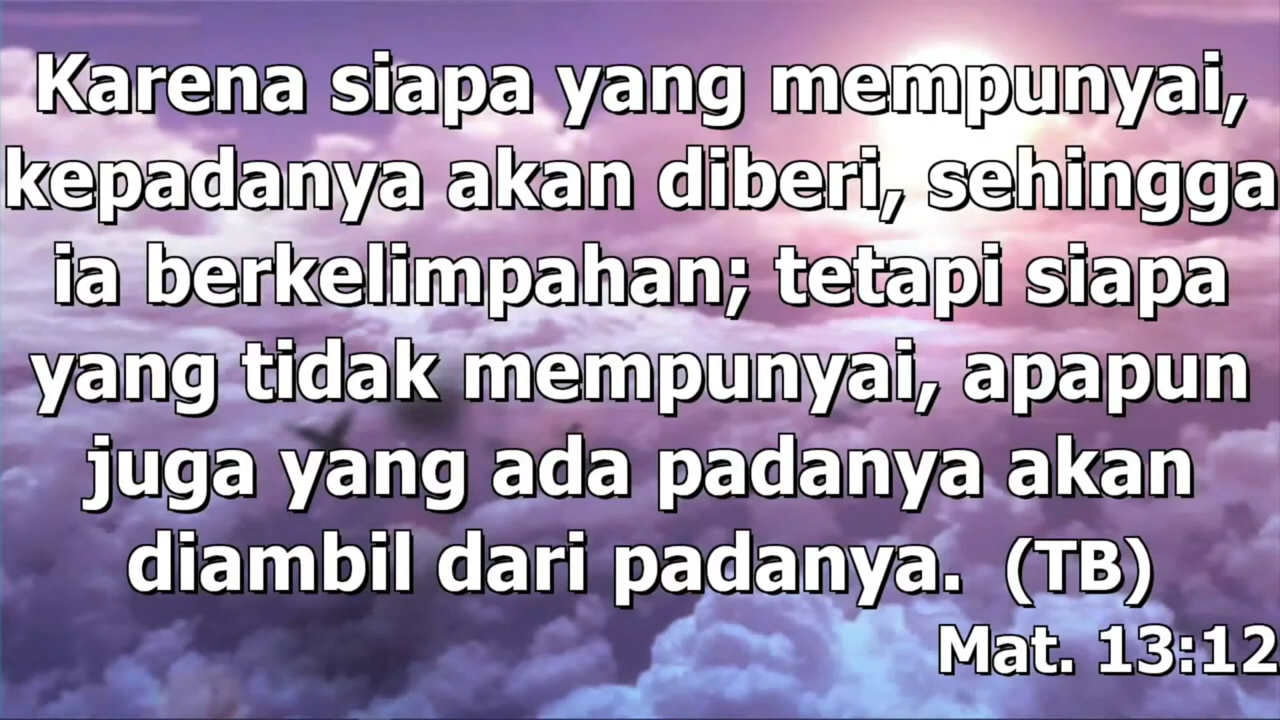 Karena siapa yang mempunyai,
kepadanya akan diberi, sehingga
ia berkelimpahan; tetapi siapa
yang tidak mempunyai, apapun
juga yang ada padanya akan
diambil dari padanya. (TB)
Mat. 13:12